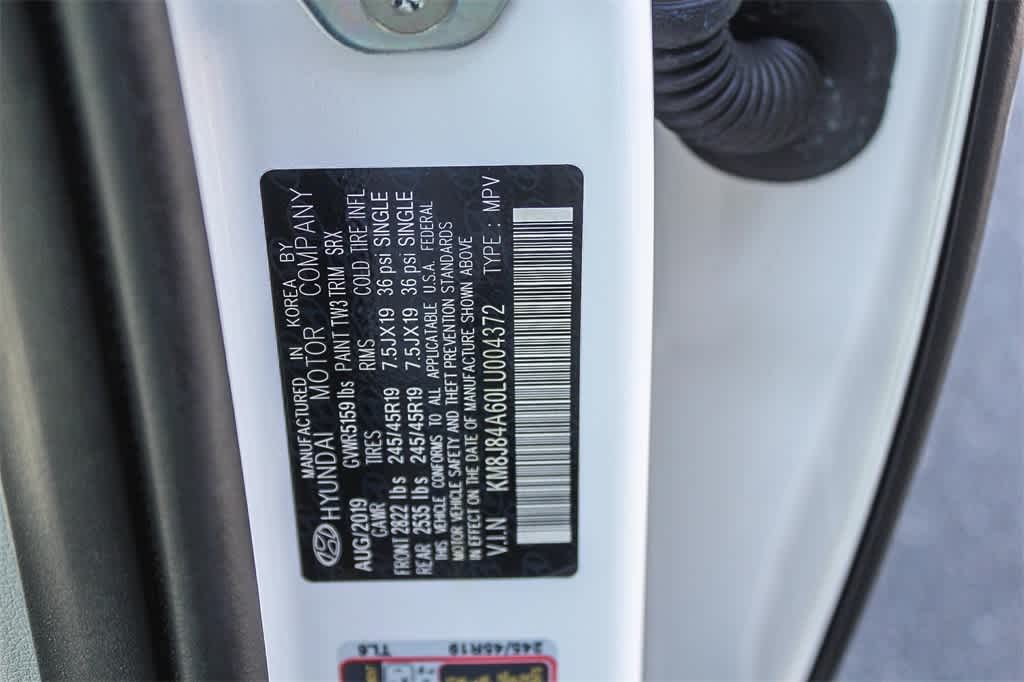 MANUFACTURED IN KOREA BY
HYUNDAI MOTOR COMPANY
AUG/2019 GVWR5159 lbs PAINT TW3 TRIM SRX
GAWR TIRES RIMS COLD TIRE INFL
FRONT 2822 lbs 245/45R19 7.5JX19 36 psi SINGLE
REAR 2535 lbs 245/45R19 7.5JX19 36 psi SINGLE
THIS VEHICLE CONFORMS TO ALL APPLICATABLE U.S.A. FEDERAL
MOTOR VEHICLE SAFETY AND THEFT PREVENTION STANDARDS
IN EFFECT ON THE DATE OF MANUFACTURE SHOWN ABOVE
V.I.N KM8J84A60LU004372 TYPE : MPV
245/45R19 TL6